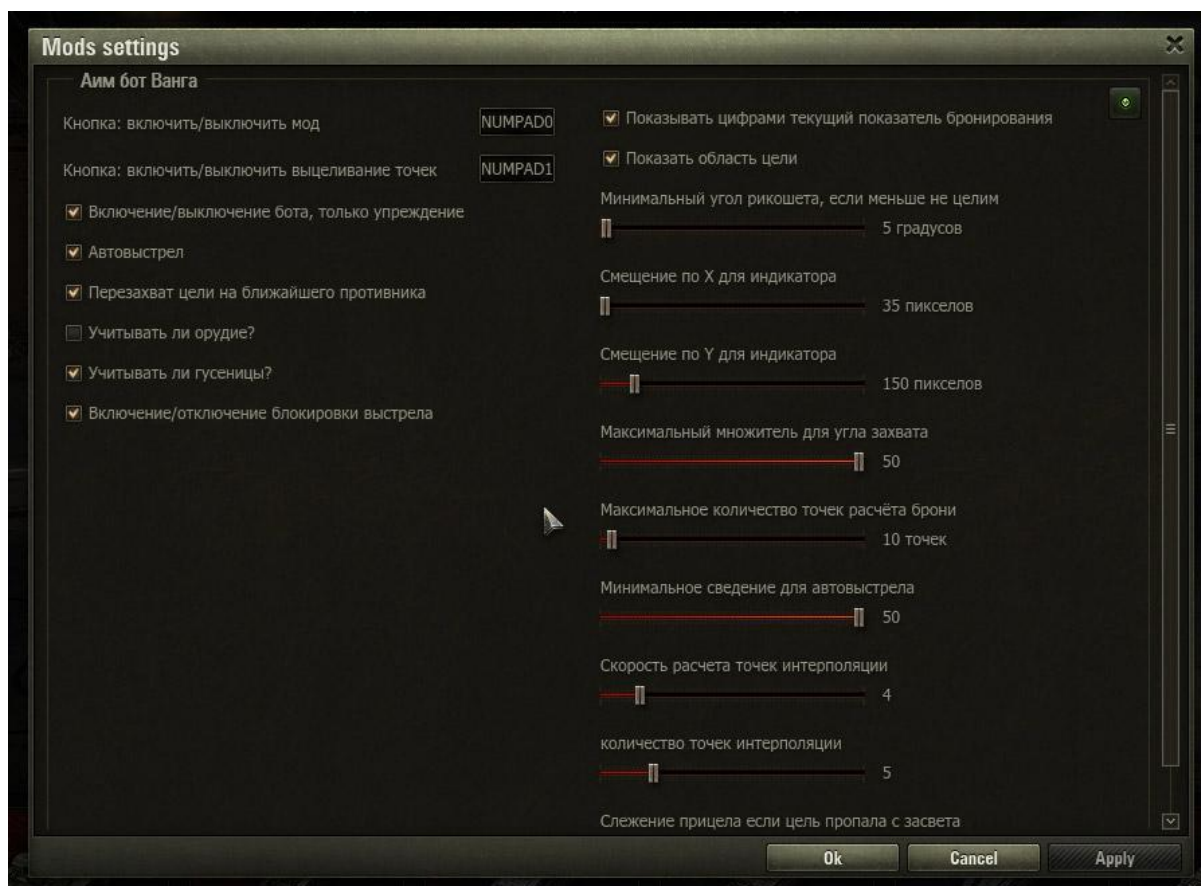 Mods settings
Аим бот Ванга
Кнопка: включить/выключить мод NUMPAD0
Кнопка: включить/выключить выцеливание точек NUMPAD1
Включение/выключение бота, только упреждение
Автовыстрел
Перезахват цели на ближайшего противника
Учитывать ли орудие?
Учитывать ли гусеницы?
Включение/отключение блокировки выстрела
Показывать цифрами текущий показатель бронирования
Показать область цели
Минимальный угол рикошета, если меньше не целим
5 градусов
Смещение по X для индикатора
35 пикселов
Смещение по Y для индикатора
150 пикселов
Максимальный множитель для угла захвата
50
Максимальное количество точек расчёта брони
10 точек
Минимальное сведение для автовыстрела
50
Скорость расчета точек интерполяции
4
количество точек интерполяции
5
Слежение прицела если цель пропала с засвета
Ok Cancel Apply